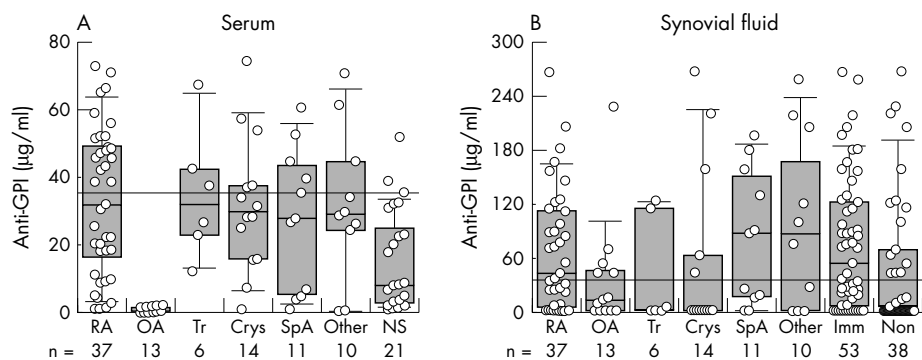 A Serum
80
60
40
20
0
Anti-GPI (µg/ml)
RA OA Tr Crys SpA Other NS
n = 37 13 6 14 11 10 21
B Synovial fluid
300
240
180
120
60
0
Anti-GPI (µg/ml)
RA OA Tr Crys SpA Other Imm Non
n = 37 13 6 14 11 10 53 38